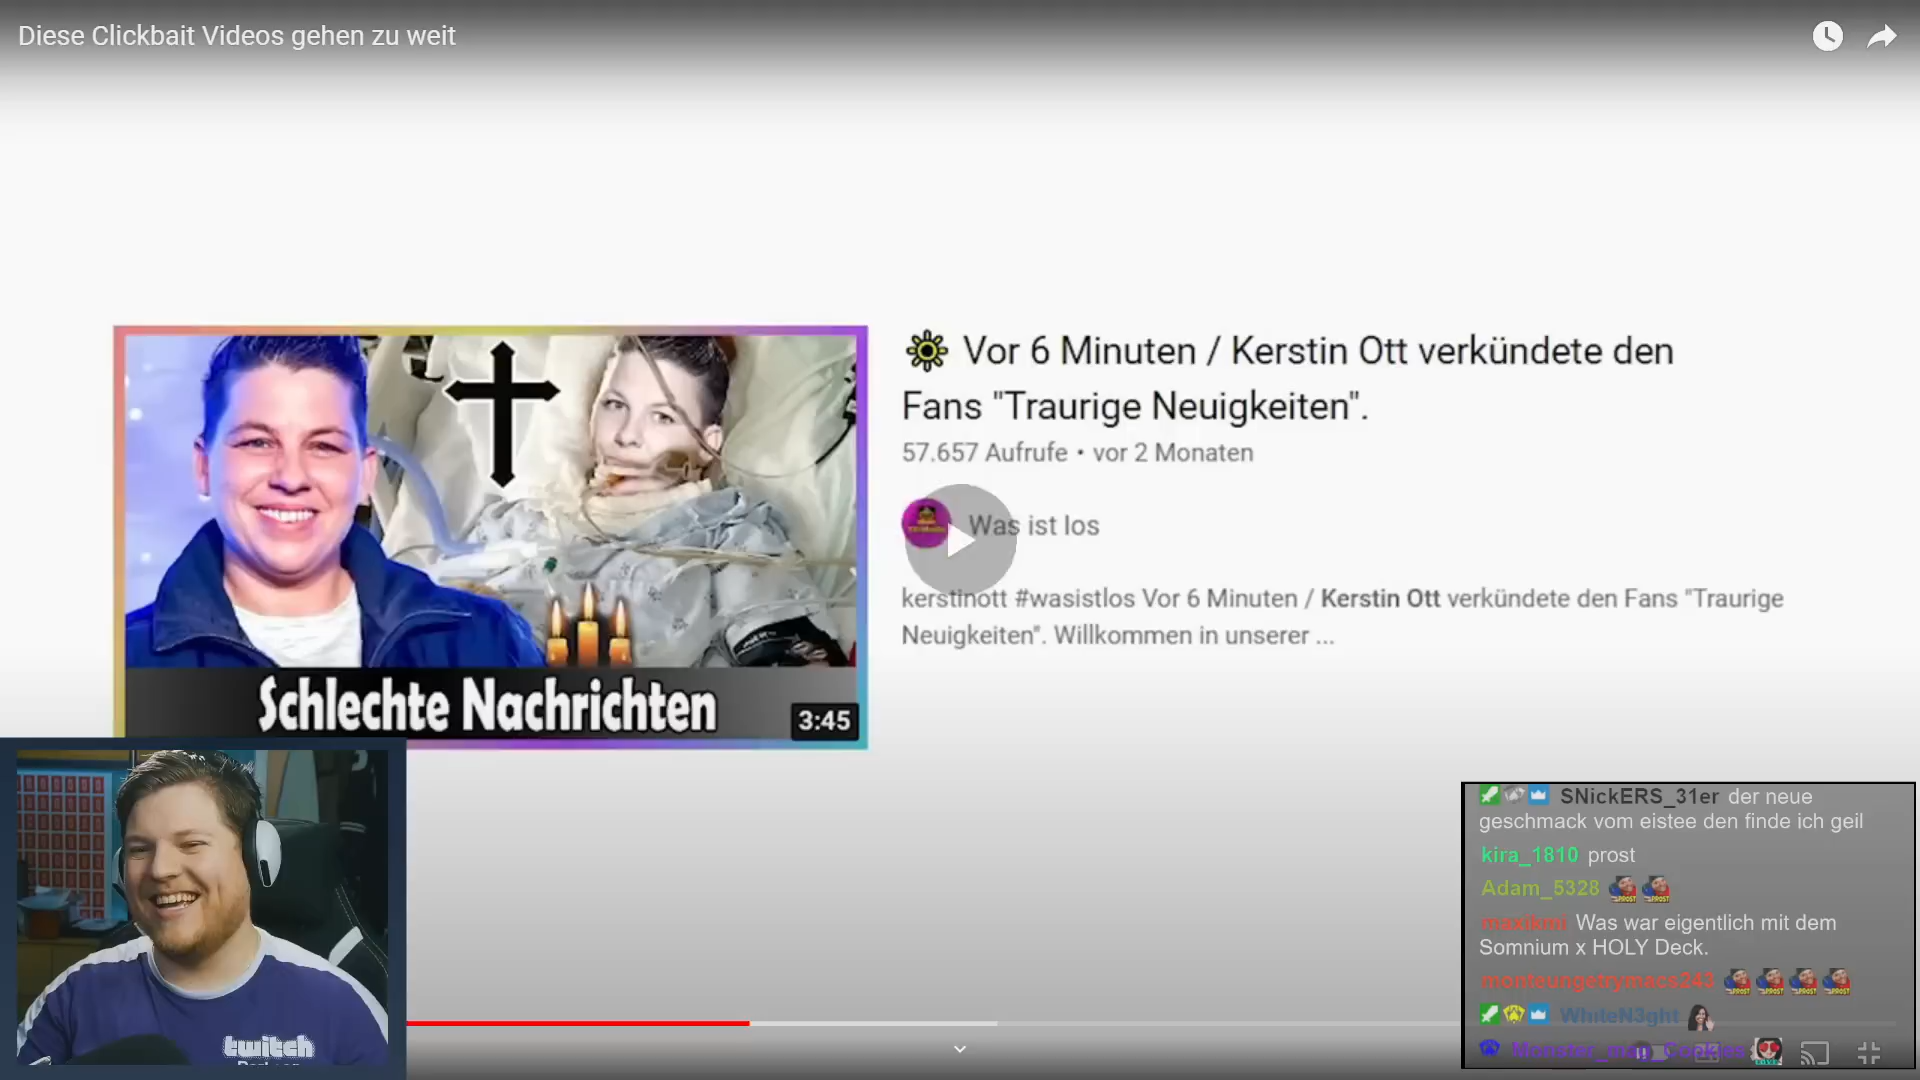 Diese Clickbait Videos gehen zu weit
Vor 6 Minuten / Kerstin Ott verkündete den
Fans "Traurige Neuigkeiten".
57.657 Aufrufe • vor 2 Monaten
Was ist los
kerstinott #wasistlos Vor 6 Minuten / Kerstin Ott verkündete den Fans "Traurige
Neuigkeiten". Willkommen in unserer ...
Schlechte Nachrichten
3:45
SNickERS_31er der neue
geschmack vom eistee den finde ich geil
kira_1810 prost
Adam_5328
Was war eigentlich mit dem
Somnium x HOLY Deck.
monteungetrymacs243
WhiteN3ght
twitch